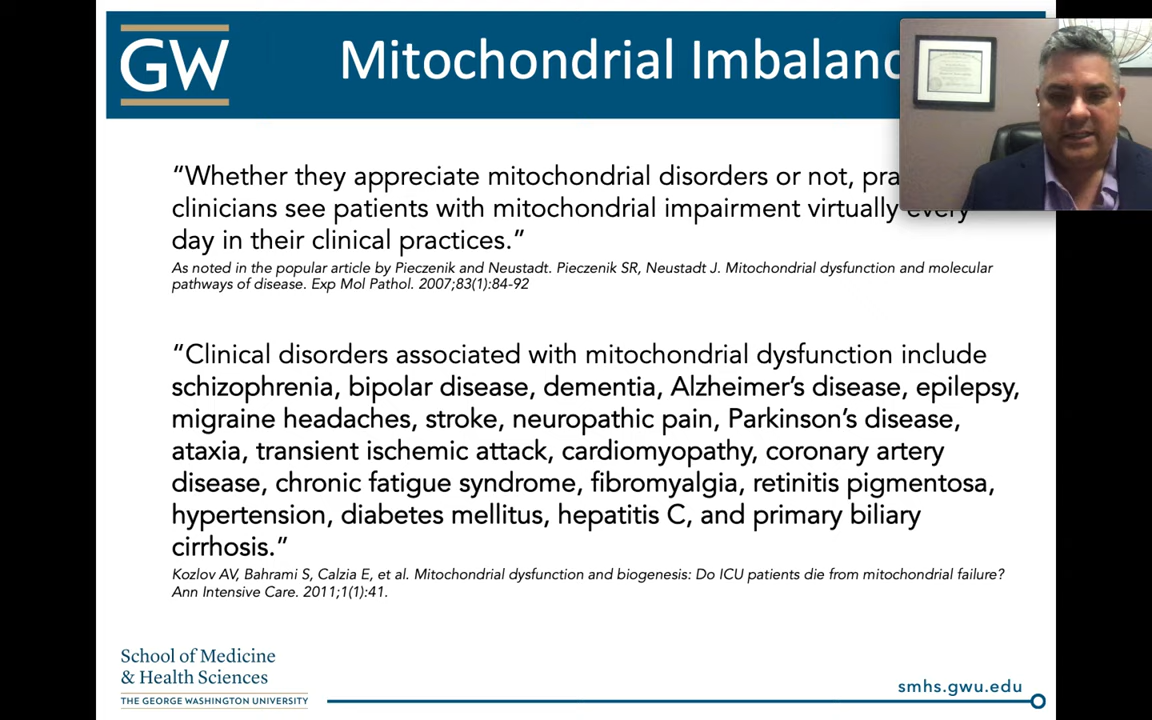 GW
Mitochondrial Imbalanc
“Whether they appreciate mitochondrial disorders or not, pra
clinicians see patients with mitochondrial impairment virtually every
day in their clinical practices.”
As noted in the popular article by Pieczenik and Neustadt. Pieczenik SR, Neustadt J. Mitochondrial dysfunction and molecular
pathways of disease. Exp Mol Pathol. 2007;83(1):84-92
“Clinical disorders associated with mitochondrial dysfunction include
schizophrenia, bipolar disease, dementia, Alzheimer’s disease, epilepsy,
migraine headaches, stroke, neuropathic pain, Parkinson’s disease,
ataxia, transient ischemic attack, cardiomyopathy, coronary artery
disease, chronic fatigue syndrome, fibromyalgia, retinitis pigmentosa,
hypertension, diabetes mellitus, hepatitis C, and primary biliary
cirrhosis.”
Kozlov AV, Bahrami S, Calzia E, et al. Mitochondrial dysfunction and biogenesis: Do ICU patients die from mitochondrial failure?
Ann Intensive Care. 2011;1(1):41.
School of Medicine
& Health Sciences
THE GEORGE WASHINGTON UNIVERSITY
smhs.gwu.edu